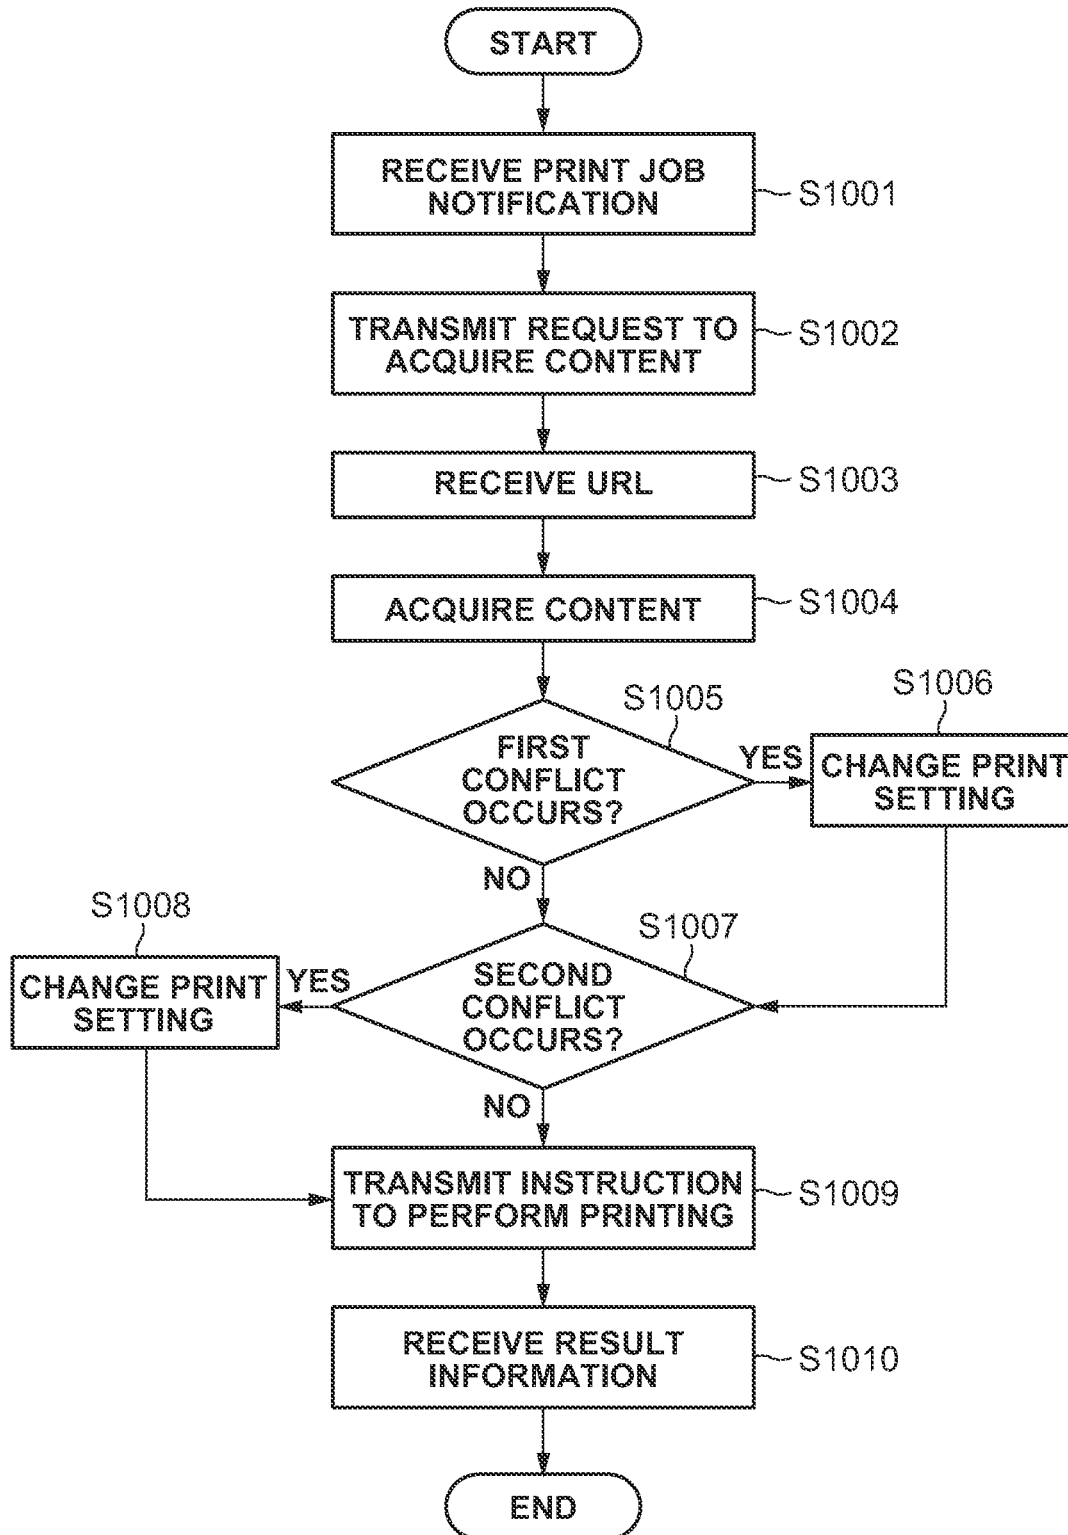 START
RECEIVE PRINT JOB
NOTIFICATION
S1001
TRANSMIT REQUEST TO
ACQUIRE CONTENT
S1002
RECEIVE URL
S1003
ACQUIRE CONTENT
S1004
FIRST
CONFLICT
OCCURS?
S1005
YES
CHANGE PRINT
SETTING
S1006
NO
SECOND
CONFLICT
OCCURS?
S1007
YES
CHANGE PRINT
SETTING
S1008
NO
TRANSMIT INSTRUCTION
TO PERFORM PRINTING
S1009
RECEIVE RESULT
INFORMATION
S1010
END